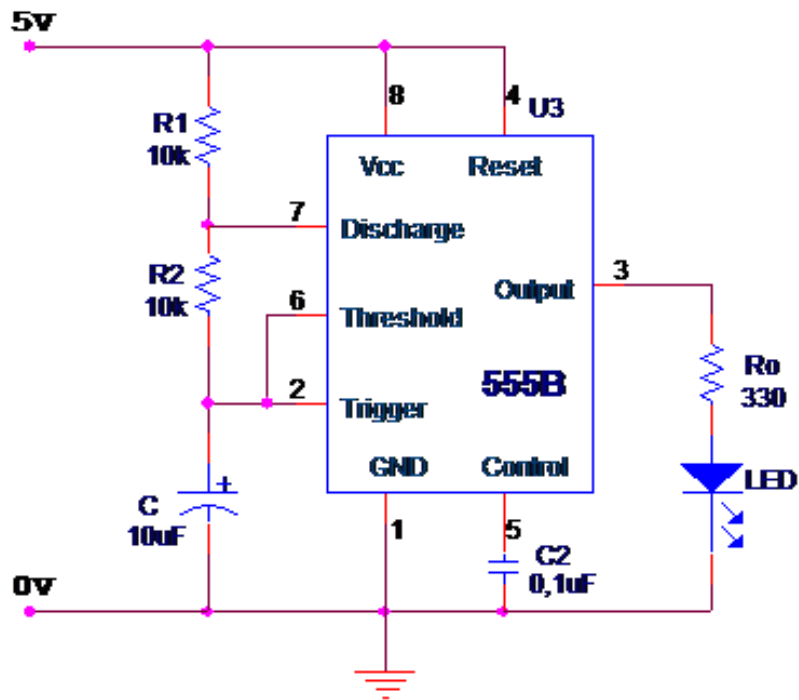 5v
8
4
U3
R1
10k
Vcc
Reset
7
Discharge
R2
10k
6
Threshold
Output
3
555B
Ro
330
2
Trigger
GND
Control
LED
C
10uF
+
1
5
C2
0,1uF
0v